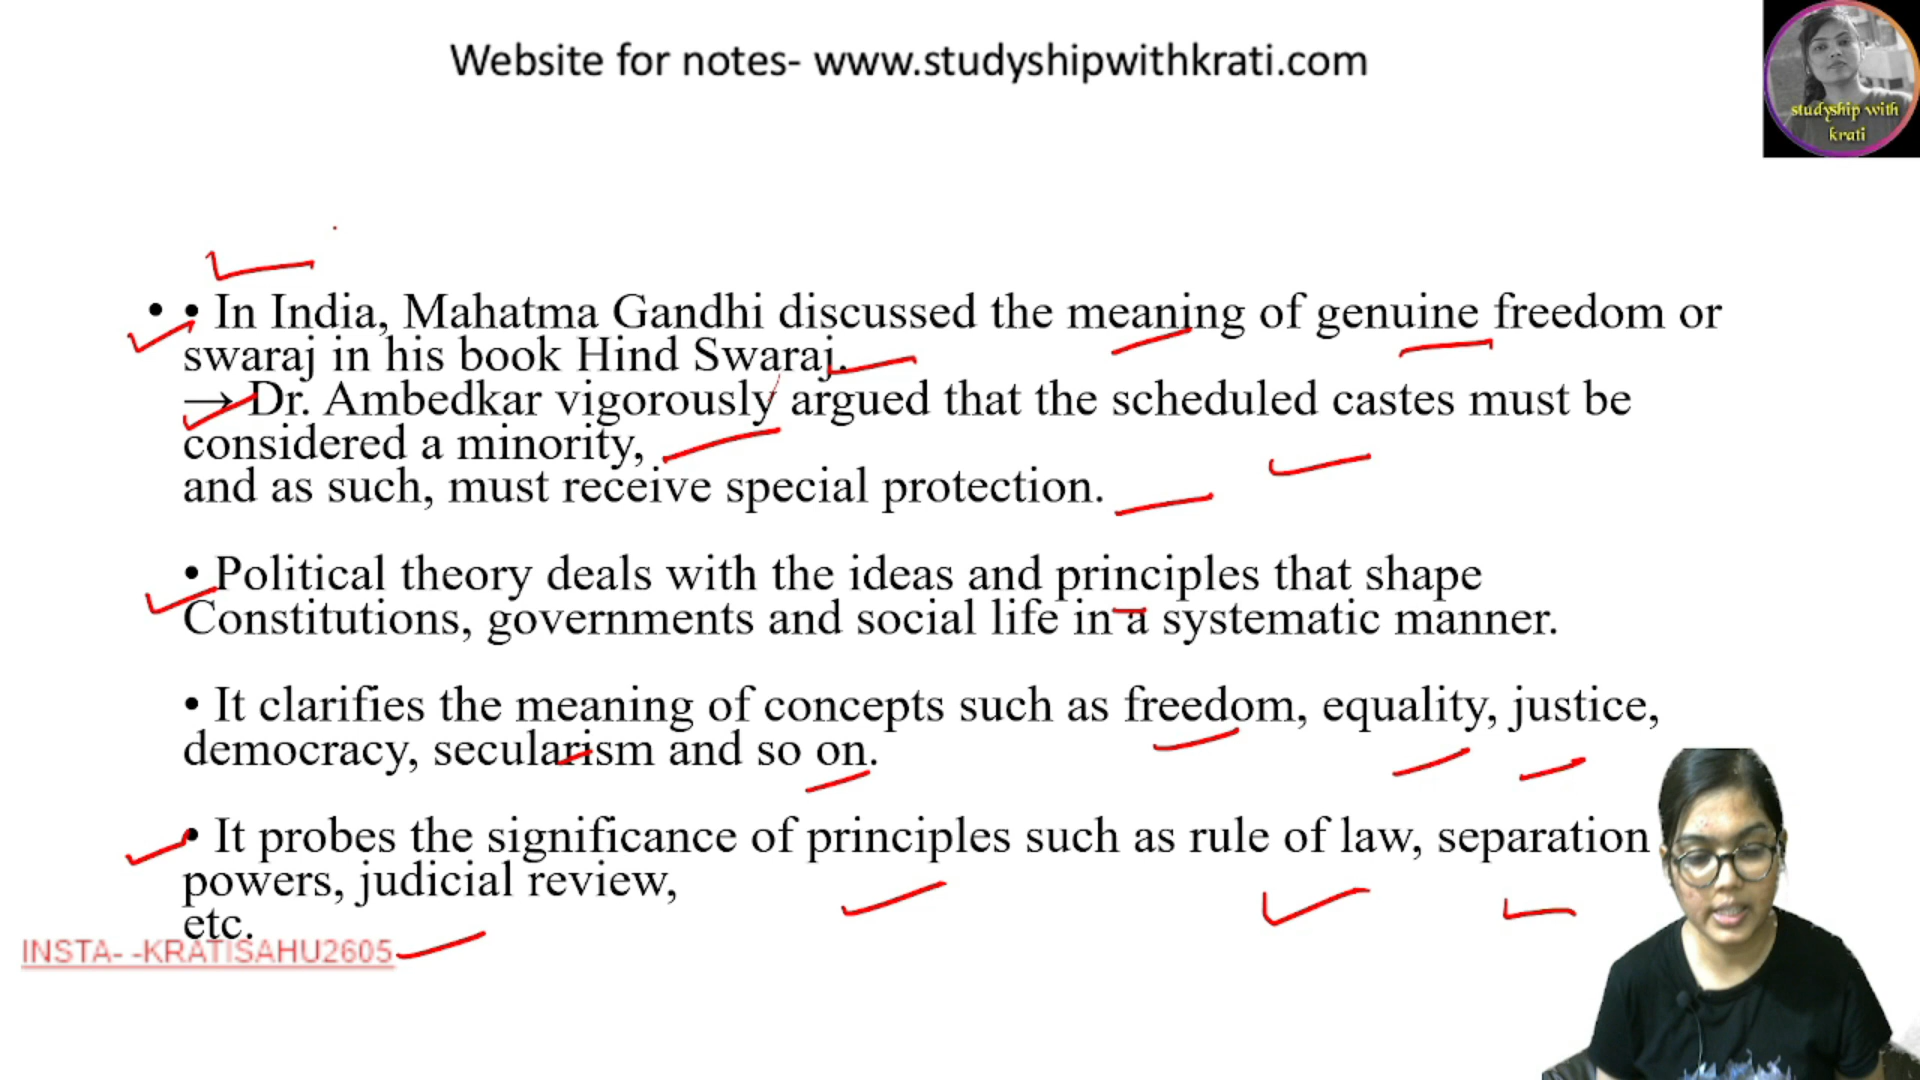 Website for notes- www.studyshipwithkrati.com
studyship with
krati
• • In India, Mahatma Gandhi discussed the meaning of genuine freedom or
swaraj in his book Hind Swaraj.
→ Dr. Ambedkar vigorously argued that the scheduled castes must be
considered a minority,
and as such, must receive special protection.
• Political theory deals with the ideas and principles that shape
Constitutions, governments and social life in a systematic manner.
• It clarifies the meaning of concepts such as freedom, equality, justice,
democracy, secularism and so on.
• It probes the significance of principles such as rule of law, separation
powers, judicial review,
etc.
INSTA- -KRATISAHU2605